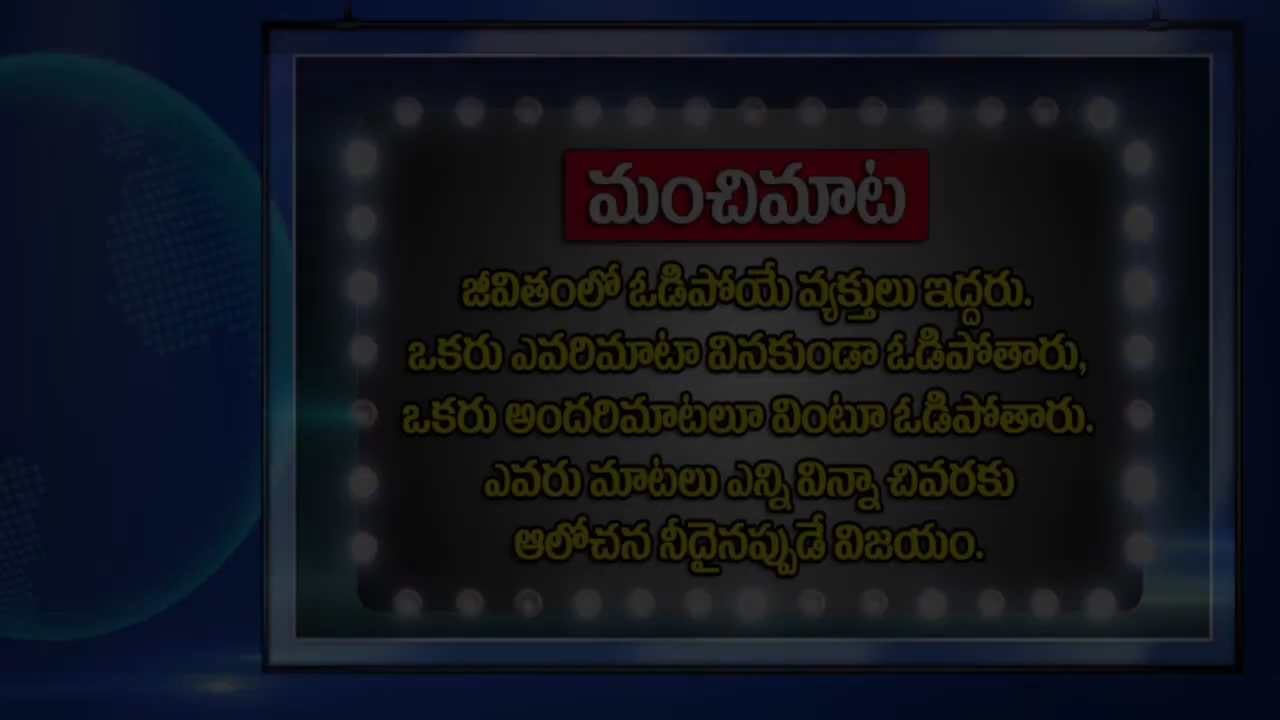 మంచిమాట
జీవితంలో ఓడిపోయే వ్యక్తులు ఇద్దరు.
ఒకరు ఎవరిమాటా వినకుండా ఓడిపోతారు,
ఒకరు అందరిమాటలూ వింటూ ఓడిపోతారు.
ఎవరు మాటలు ఎన్ని విన్నా చివరకు
ఆలోచన నీదైనప్పుడే విజయం.